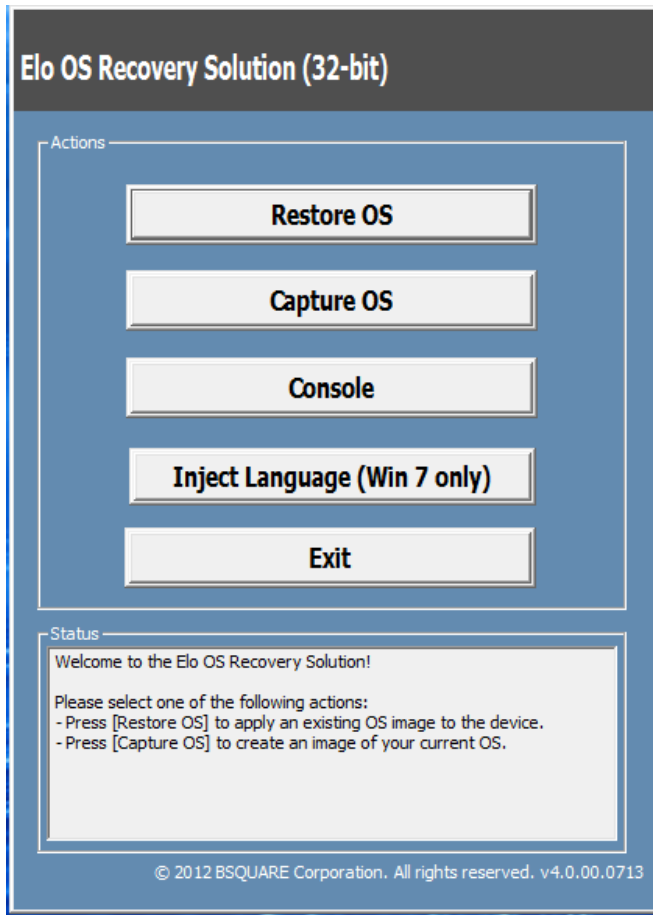 Elo OS Recovery Solution (32-bit)
Actions
Restore OS
Capture OS
Console
Inject Language (Win 7 only)
Exit
Status
Welcome to the Elo OS Recovery Solution!
Please select one of the following actions:
- Press [Restore OS] to apply an existing OS image to the device.
- Press [Capture OS] to create an image of your current OS.
© 2012 BSQUARE Corporation. All rights reserved. v4.0.00.0713